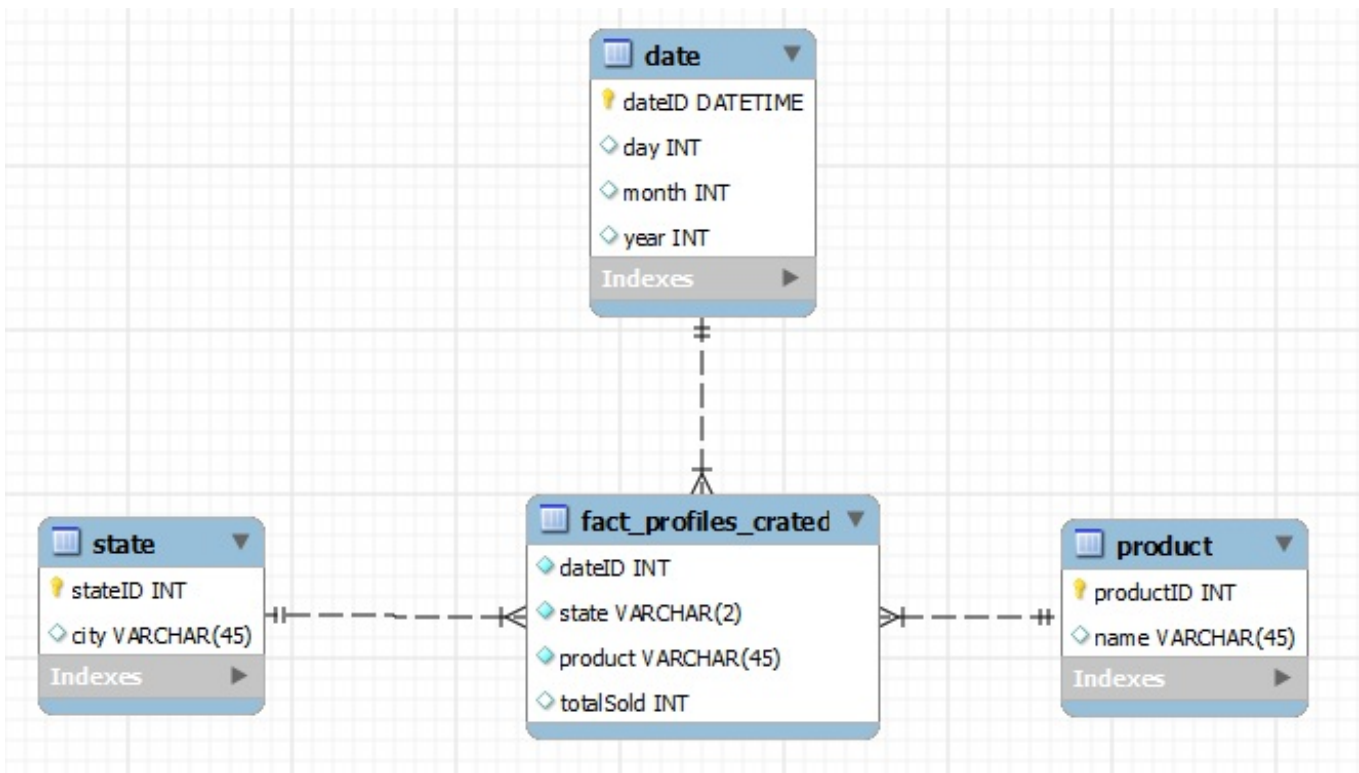 date
dateID DATETIME
day INT
month INT
year INT
Indexes
state
stateID INT
city VARCHAR(45)
Indexes
fact_profiles_crated
dateID INT
state VARCHAR(2)
product VARCHAR(45)
totalSold INT
product
productID INT
name VARCHAR(45)
Indexes